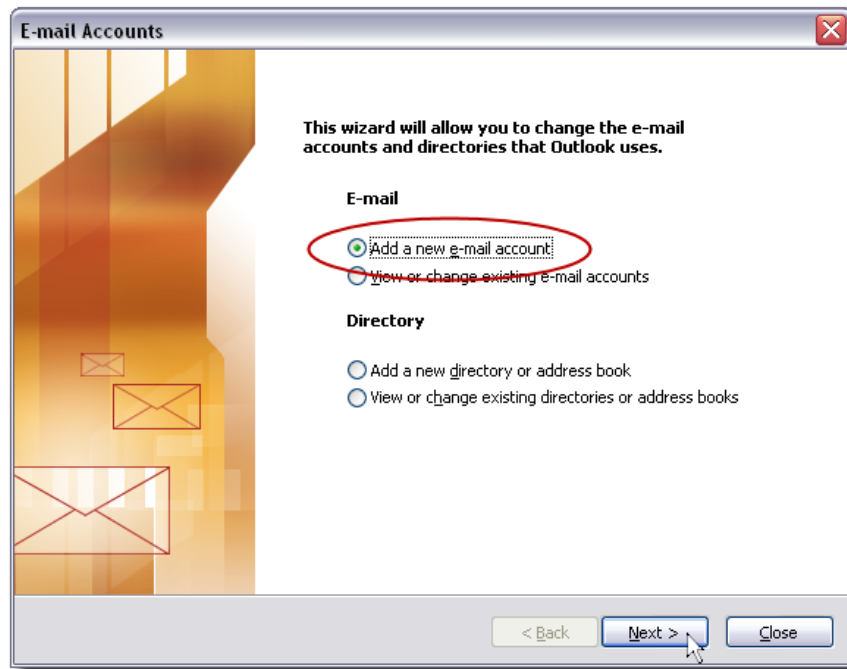 E-mail Accounts
This wizard will allow you to change the e-mail
accounts and directories that Outlook uses.
E-mail
Add a new e-mail account
View or change existing e-mail accounts
Directory
Add a new directory or address book
View or change existing directories or address books
< Back
Next >
Close